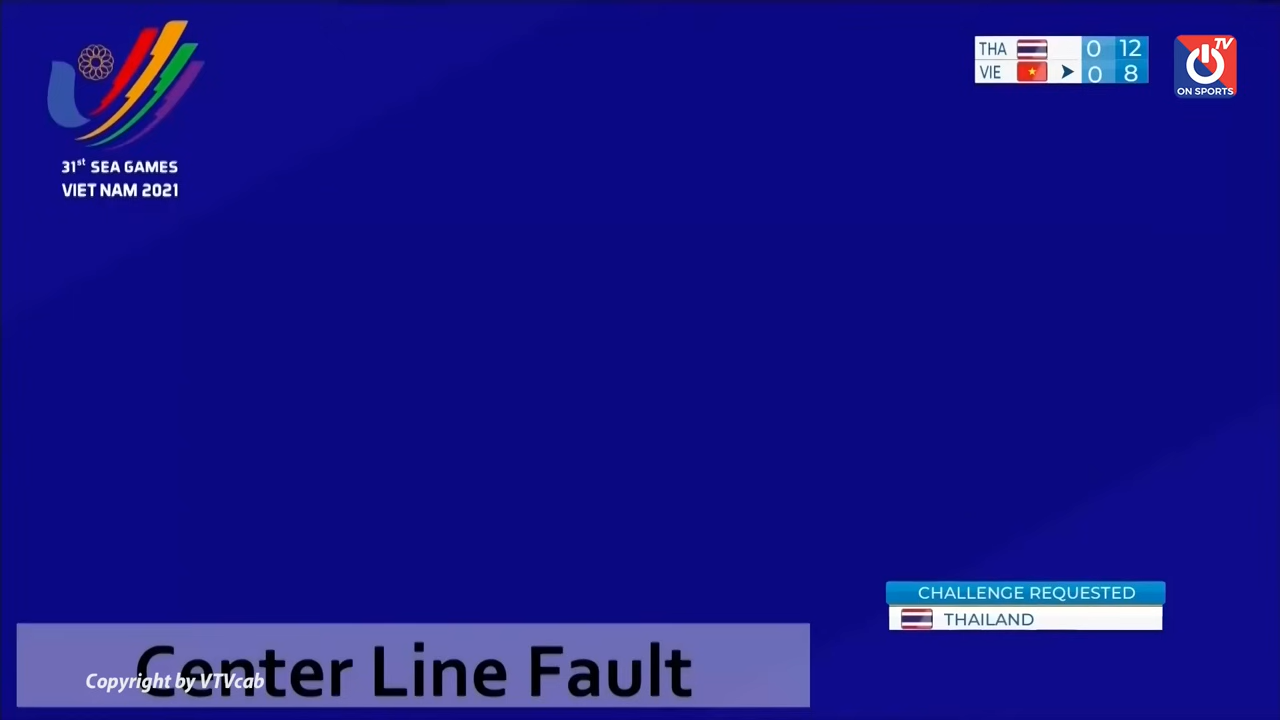 31st SEA GAMES
VIET NAM 2021
THA 0 12
VIE 0 8
TV
ON SPORTS
CHALLENGE REQUESTED
THAILAND
Center Line Fault
Copyright by VTVcab